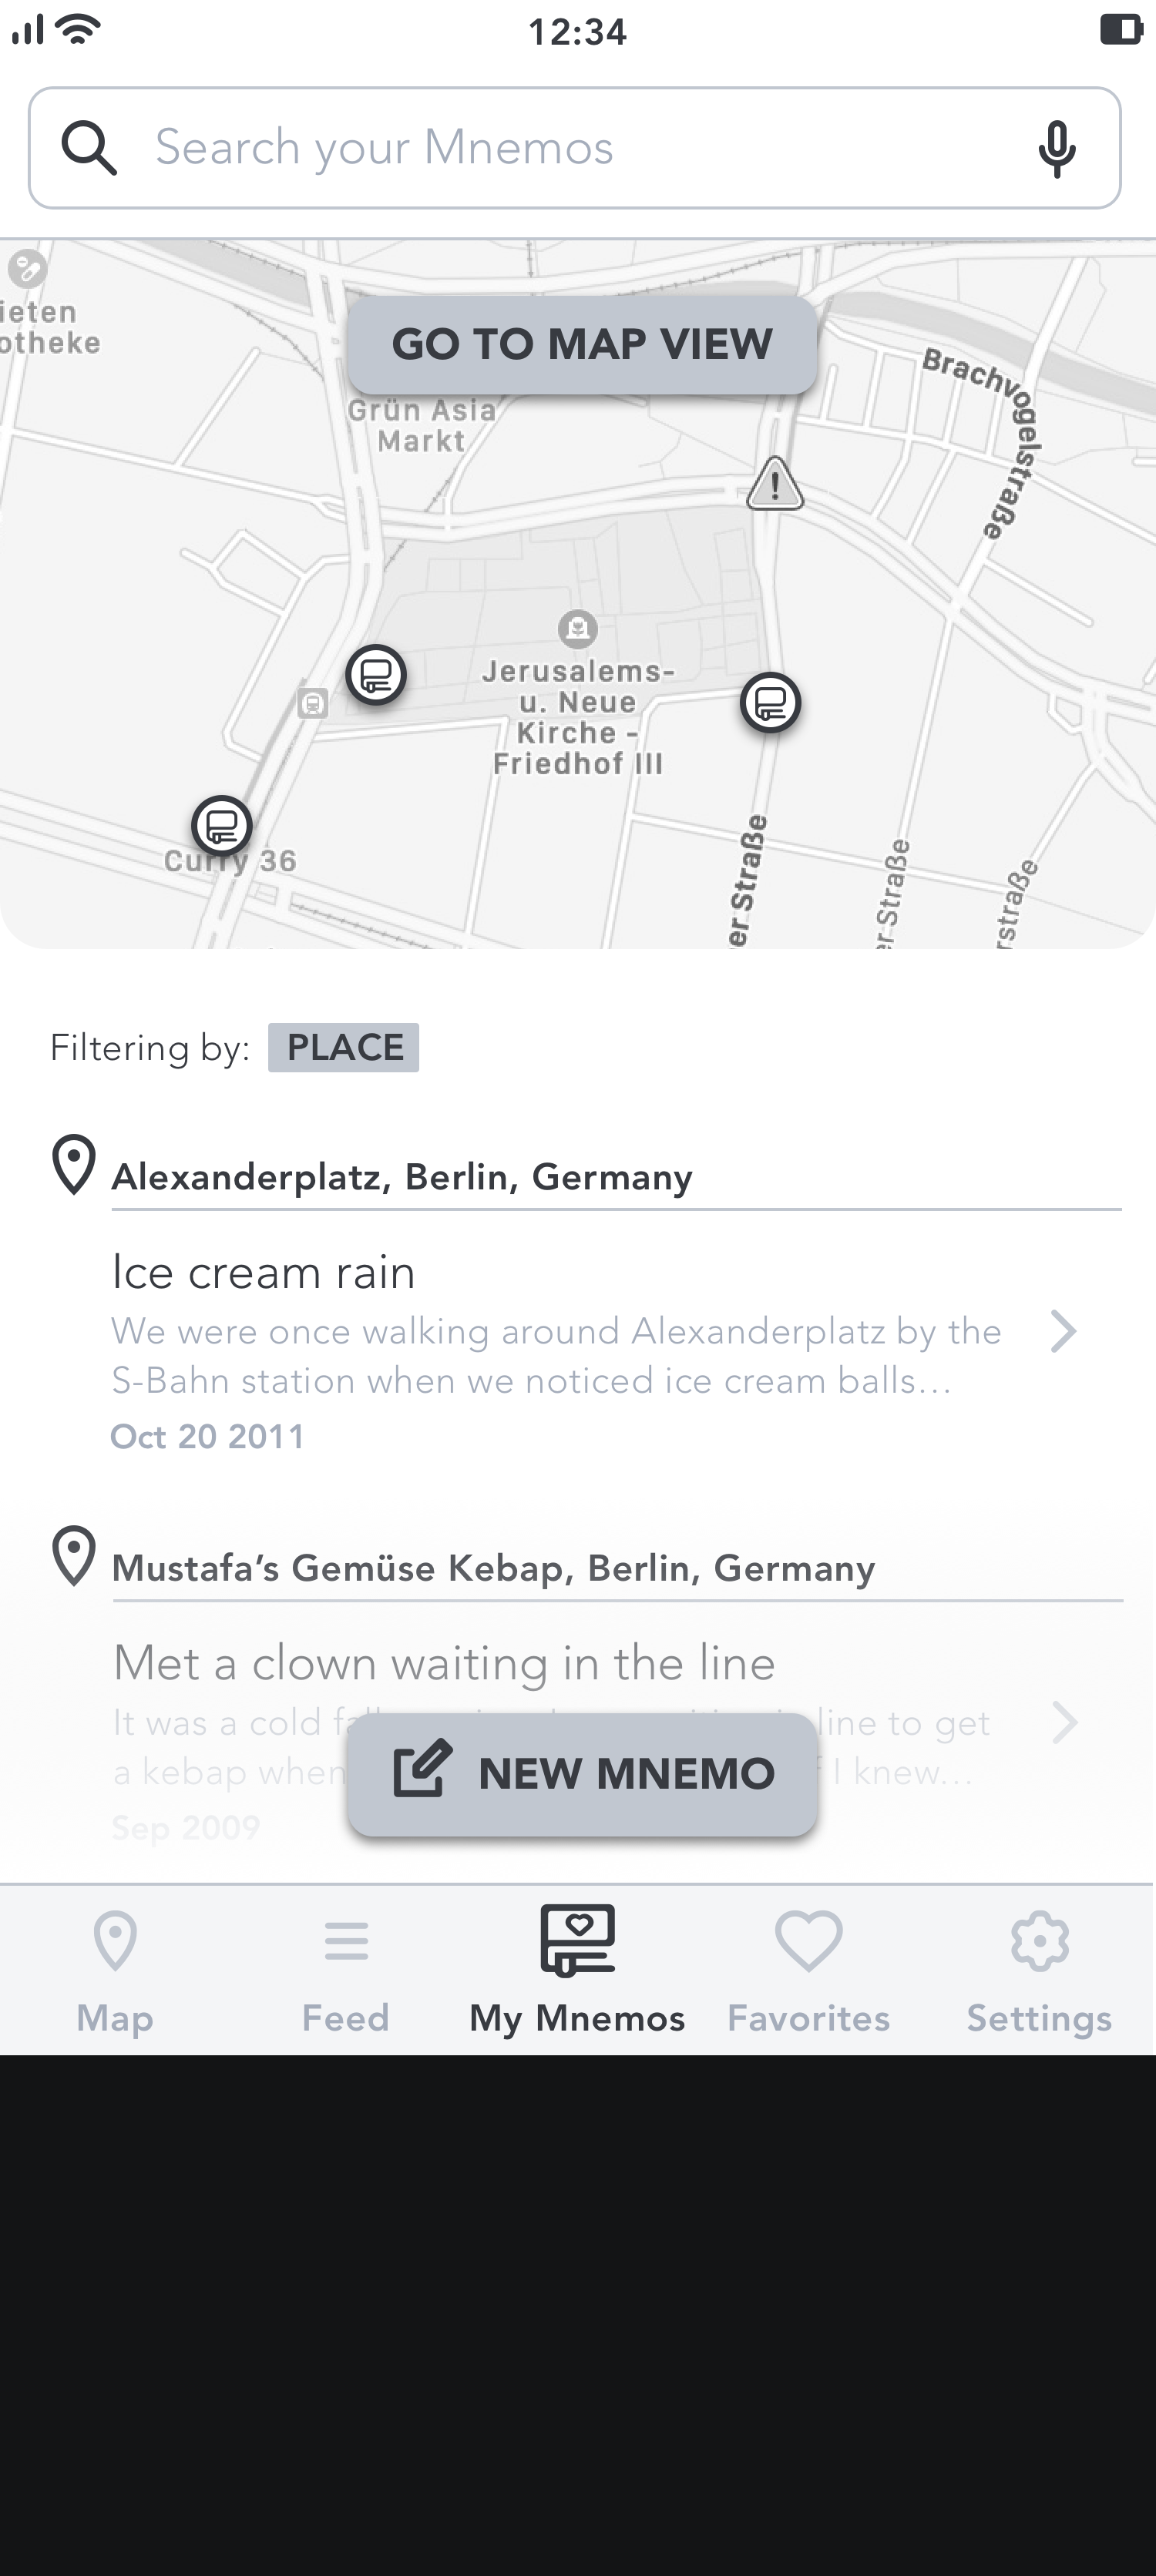 12:34
Search your Mnemos
ieten
otheke
GO TO MAP VIEW
Grün Asia
Markt
Brachvogelstraße
Jerusalems-
u. Neue
Kirche -
Friedhof III
Curry 36
er Straße
er Straße
rstraße
Filtering by: PLACE
Alexanderplatz, Berlin, Germany
Ice cream rain
We were once walking around Alexanderplatz by the
S-Bahn station when we noticed ice cream balls...
Oct 20 2011
Mustafa’s Gemüse Kebap, Berlin, Germany
Met a clown waiting in the line
It was a cold line to get
a kebap when I knew...
Sep 2009
NEW MNEMO
Map
Feed
My Mnemos
Favorites
Settings